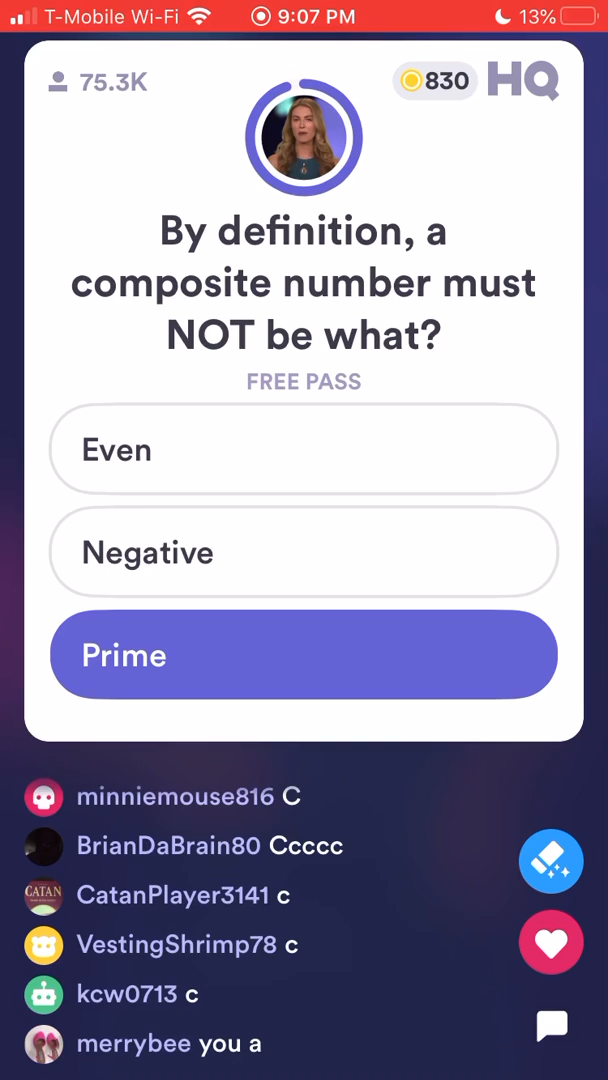 T-Mobile Wi-Fi 9:07 PM 13%
75.3K 830 HQ
By definition, a
composite number must
NOT be what?
FREE PASS
Even
Negative
Prime
minniemouse816 C
BrianDaBrain80 Ccccc
CATAN
CatanPlayer3141 c
VestingShrimp78 c
kcw0713 c
merrybee you a